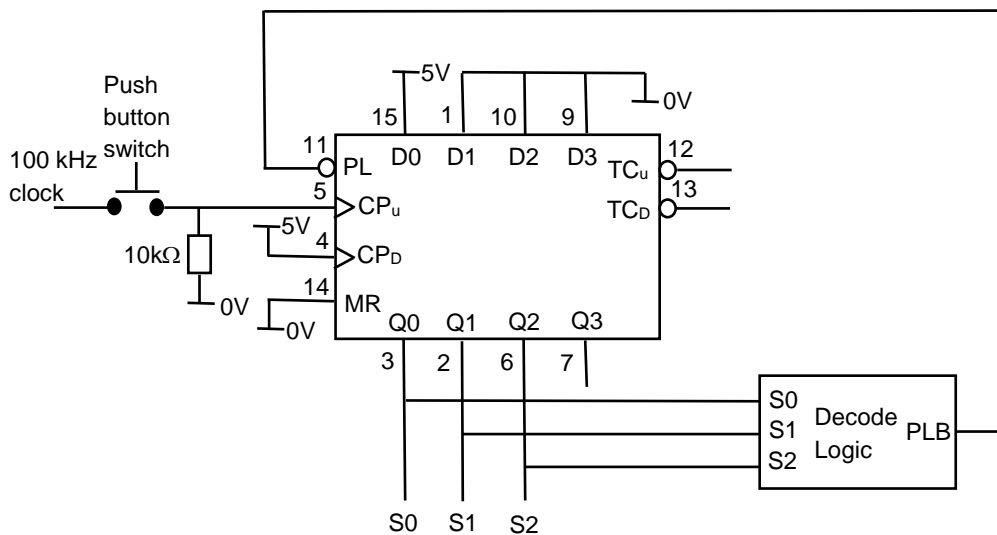 Push
button
switch
100 kHz
clock
5V
0V
15
1
10
9
11
D0
D1
D2
D3
PL
TCu
12
5
CPu
TCD
13
5V
4
CPD
10kΩ
14
MR
0V
0V
Q0
Q1
Q2
Q3
3
2
6
7
S0
S1
S2
Decode
Logic
PLB
S0
S1
S2